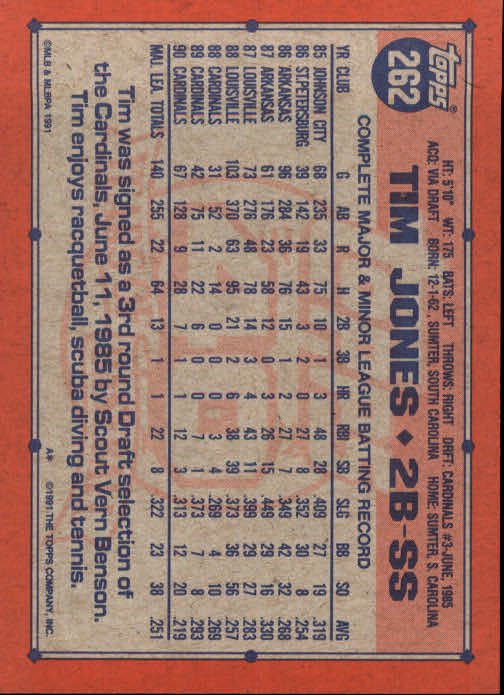 topps®
262
HT: 5'10" WT: 175 BATS: LEFT THROWS: RIGHT DRFT: CARDINALS #3-JUNE, 1985
ACQ: VIA DRAFT BORN: 12-1-62, SUMTER, SOUTH CAROLINA HOME: SUMTER, S. CAROLINA
TIM JONES ♦ 2B-SS
COMPLETE MAJOR & MINOR LEAGUE BATTING RECORD
YR CLUB G AB R H 2B 3B HR RBI SB SLG BB SO AVG
85 JOHNSON CITY 68 235 33 75 10 1 3 48 28 .409 27 19 .319
86 ST.PETERSBURG 39 142 19 43 3 2 0 27 8 .352 30 8 .254
86 ARKANSAS 96 284 36 76 15 1 2 27 7 .349 42 32 .268
87 ARKANSAS 61 176 23 58 12 0 3 26 15 .449 29 16 .330
87 LOUISVILLE 73 276 48 78 14 3 4 43 11 .399 29 27 .283
88 LOUISVILLE 103 370 63 95 21 2 6 38 39 .373 36 56 .257
88 CARDINALS 31 52 2 14 0 0 0 3 4 .269 4 10 .269
89 CARDINALS 42 75 11 22 6 0 0 7 1 .373 7 8 .293
90 CARDINALS 67 128 9 28 7 1 1 12 3 .313 12 20 .219
MAJ. LEA. TOTALS 140 255 22 64 13 1 1 22 8 .322 23 38 .251
Tim was signed as a 3rd round Draft selection of
the Cardinals, June 11, 1985 by Scout Vern Benson.
Tim enjoys racquetball, scuba diving and tennis.
©MLB & MLBPA 1991
A* ©1991 THE TOPPS COMPANY, INC.